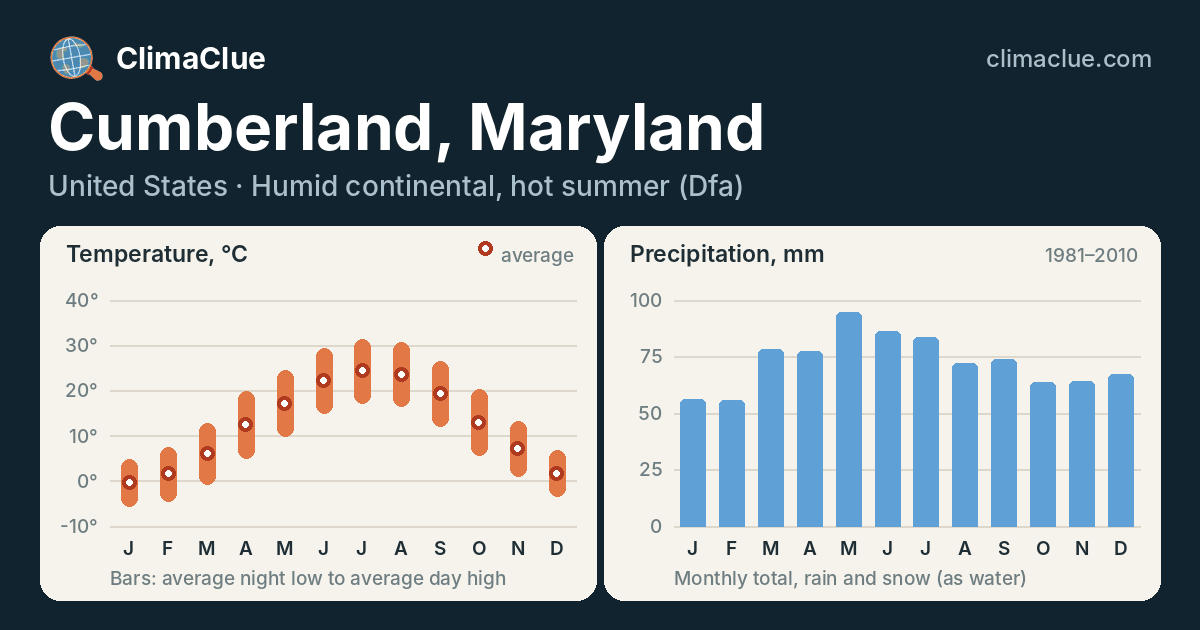 ClimaClue
climaclue.com
Cumberland, Maryland
United States · Humid continental, hot summer (Dfa)
Temperature, °C
average
40°
30°
20°
10°
0°
-10°
J F M A M J J A S O N D
Bars: average night low to average day high
Precipitation, mm
1981–2010
100
75
50
25
0
J F M A M J J A S O N D
Monthly total, rain and snow (as water)